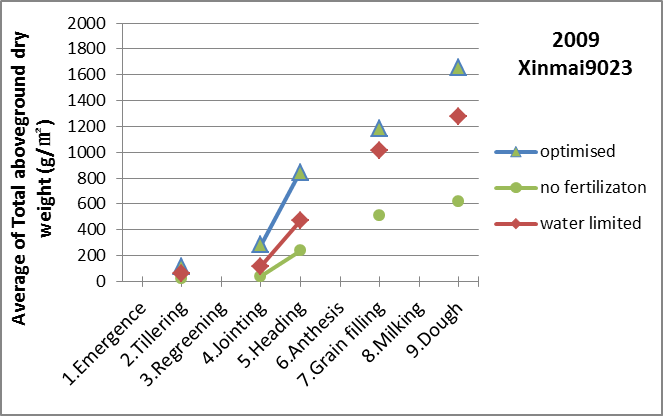 2009
Xinmai9023
Average of Total aboveground dry
weight (g/㎡)
2000
1800
1600
1400
1200
1000
800
600
400
200
0
1.Emergence
2.Tillering
3.Regreening
4.Jointing
5.Heading
6.Anthesis
7.Grain filling
8.Milking
9.Dough
optimised
no fertilizaton
water limited